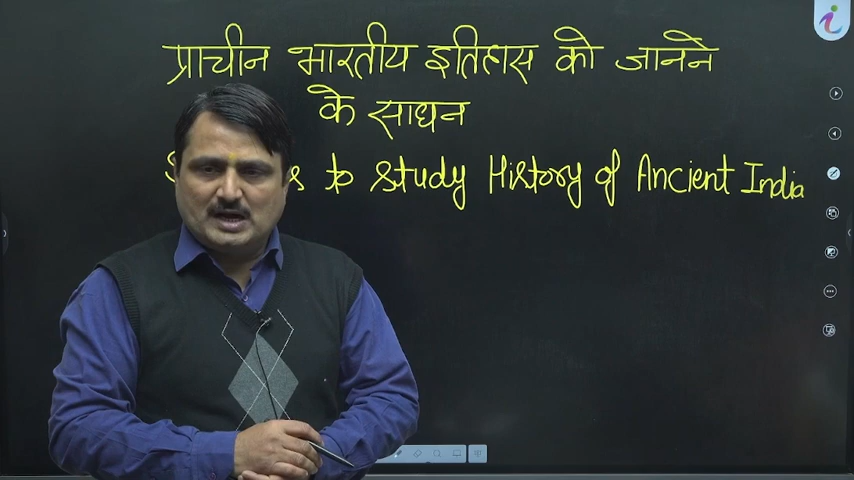 प्राचीन भारतीय इतिहास को जानने
के साधन
to study History of Ancient India